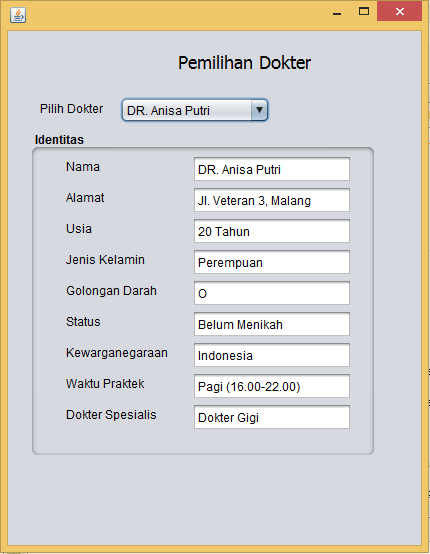 Pemilihan Dokter
Pilih Dokter DR. Anisa Putri
Identitas
Nama DR. Anisa Putri
Alamat Jl. Veteran 3, Malang
Usia 20 Tahun
Jenis Kelamin Perempuan
Golongan Darah O
Status Belum Menikah
Kewarganegaraan Indonesia
Waktu Praktek Pagi (16.00-22.00)
Dokter Spesialis Dokter Gigi